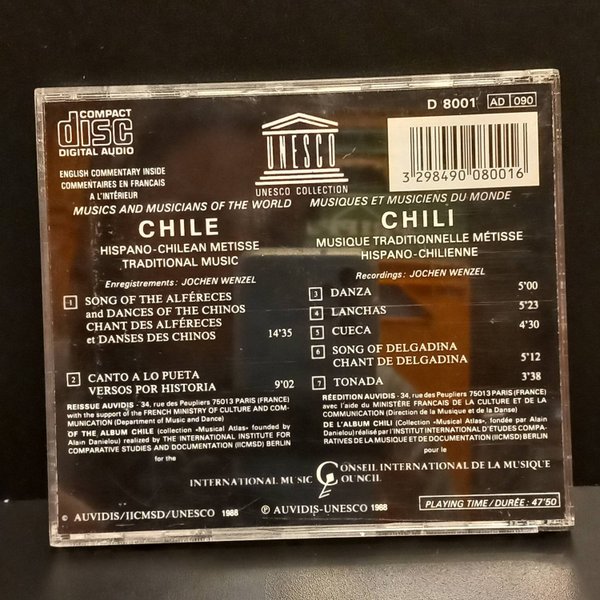 COMPACT
disc
DIGITAL AUDIO
UNESCO
UNESCO COLLECTION
D 8001 AD 090
3 298490 080016
ENGLISH COMMENTARY INSIDE
COMMENTAIRES EN FRANCAIS
A L'INTÉRIEUR
MUSICS AND MUSICIANS OF THE WORLD
CHILE
HISPANO-CHILEAN METISSE
TRADITIONAL MUSIC
Enregistrements: JOCHEN WENZEL
1 SONG OF THE ALFÉRECES
and DANCES OF THE CHINOS
CHANT DES ALFÉRECES
et DANSES DES CHINOS 14'35
2 CANTO A LO PUETA
VERSOS POR HISTORIA 9'02
REISSUE AUVIDIS - 34, rue des Peupliers 75013 PARIS (FRANCE)
with the support of the FRENCH MINISTRY OF CULTURE AND COM-
MUNICATION (Department of Music and Dance)
OF THE ALBUM CHILE (collection «Musical Atlas» founded by
Alain Danielou) realized by THE INTERNATIONAL INSTITUTE FOR
COMPARATIVE STUDIES AND DOCUMENTATION (IICMSD) BERLIN
for the
MUSIQUES ET MUSICIENS DU MONDE
CHILI
MUSIQUE TRADITIONNELLE MÉTISSE
HISPANO-CHILIENNE
Recordings: JOCHEN WENZEL
3 DANZA 5'00
4 LANCHAS 5'23
5 CUECA 4'30
6 SONG OF DELGADINA
CHANT DE DELGADINA 5'12
7 TONADA 3'38
RÉEDITION AUVIDIS - 34, rue des Peupliers 75013 PARIS (FRANCE)
avec l'aide du MINISTÈRE FRANÇAIS DE LA CULTURE ET DE LA
COMMUNICATION (Direction de la Musique et de la Danse)
DE L'ALBUM CHILI (Collection «Musical Atlas», fondée par Alain
Danielou) réalisé par l'INSTITUT INTERNATIONAL D'ÉTUDES COMPA-
RATIVES DE LA MUSIQUE ET DE DOCUMENTATION (IICMSD) BERLIN
pour le
CONSEIL INTERNATIONAL DE LA MUSIQUE
INTERNATIONAL MUSIC COUNCIL
© AUVIDIS/IICMSD/UNESCO 1988
℗ AUVIDIS-UNESCO 1988
PLAYING TIME / DURÉE : 47'50